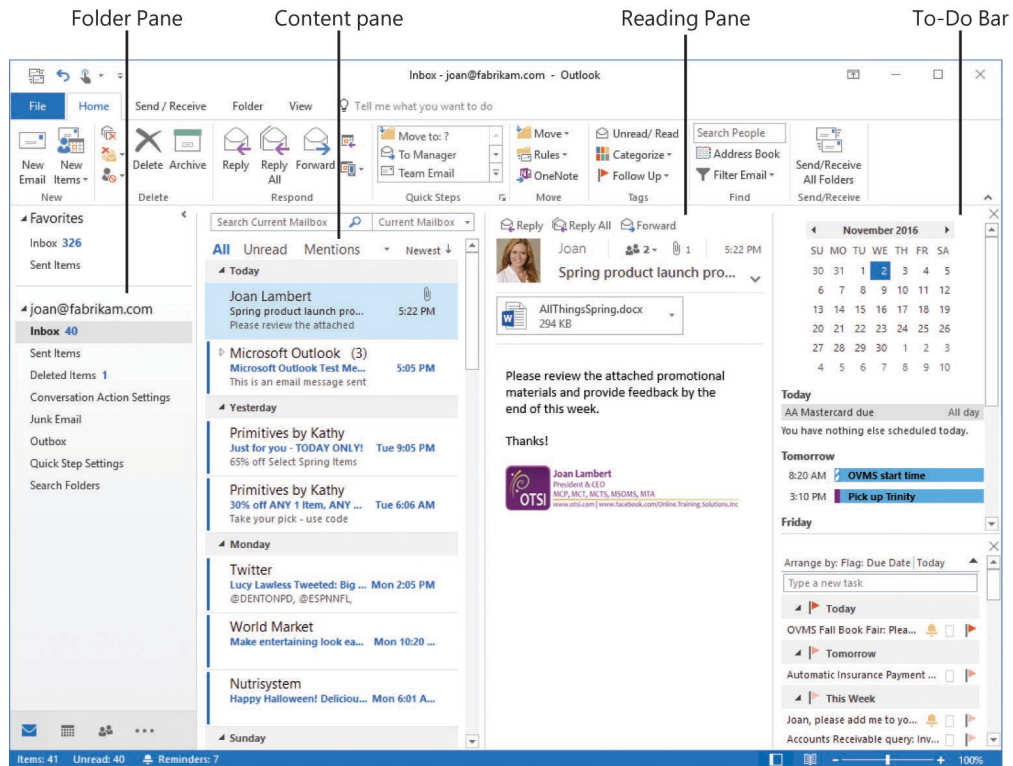 Folder Pane
Content pane
Reading Pane
To-Do Bar
Inbox - joan@fabrikam.com - Outlook
File
Home
Send / Receive
Folder
View
Tell me what you want to do
New Email
New Items
New
Delete
Archive
Delete
Reply
Reply All
Forward
Respond
Move to: ?
To Manager
Team Email
Quick Steps
Move
Rules
OneNote
Move
Unread/ Read
Categorize
Follow Up
Tags
Search People
Address Book
Filter Email
Find
Send/Receive All Folders
Send/Receive
Favorites
Inbox 326
Sent Items
joan@fabrikam.com
Inbox 40
Sent Items
Deleted Items 1
Conversation Action Settings
Junk Email
Outbox
Quick Step Settings
Search Folders
Search Current Mailbox
Current Mailbox
All Unread Mentions Newest ↓
Today
Joan Lambert
Spring product launch pro... 5:22 PM
Please review the attached
Microsoft Outlook (3)
Microsoft Outlook Test Me... 5:05 PM
This is an email message sent
Yesterday
Primitives by Kathy
Just for you - TODAY ONLY! Tue 9:05 PM
65% off Select Spring Items
Primitives by Kathy
30% off ANY 1 Item, ANY ... Tue 6:06 AM
Take your pick - use code
Monday
Twitter
Lucy Lawless Tweeted: Big ... Mon 2:05 PM
@DENTONPD, @ESPNNFL,
World Market
Make entertaining look ea... Mon 10:20 ...
Nutrisystem
Happy Halloween! Deliciou... Mon 6:01 A...
Sunday
Reply Reply All Forward
Joan 2 1 5:22 PM
Spring product launch pro...
AllThingsSpring.docx
294 KB
Please review the attached promotional
materials and provide feedback by the
end of this week.
Thanks!
OTSI
Joan Lambert
President & CEO
MCP, MCT, MCTS, MSOMS, MTA
www.otsi.com | www.facebook.com/Online.Training.Solutions.Inc
November 2016
SU MO TU WE TH FR SA
30 31 1 2 3 4 5
6 7 8 9 10 11 12
13 14 15 16 17 18 19
20 21 22 23 24 25 26
27 28 29 30 1 2 3
4 5 6 7 8 9 10
Today
AA Mastercard due All day
You have nothing else scheduled today.
Tomorrow
8:20 AM OVMS start time
3:10 PM Pick up Trinity
Friday
Arrange by: Flag: Due Date Today
Type a new task
Today
OVMS Fall Book Fair: Plea...
Tomorrow
Automatic Insurance Payment ...
This Week
Joan, please add me to yo...
Accounts Receivable query: Inv...
Items: 41 Unread: 40 Reminders: 7
100%